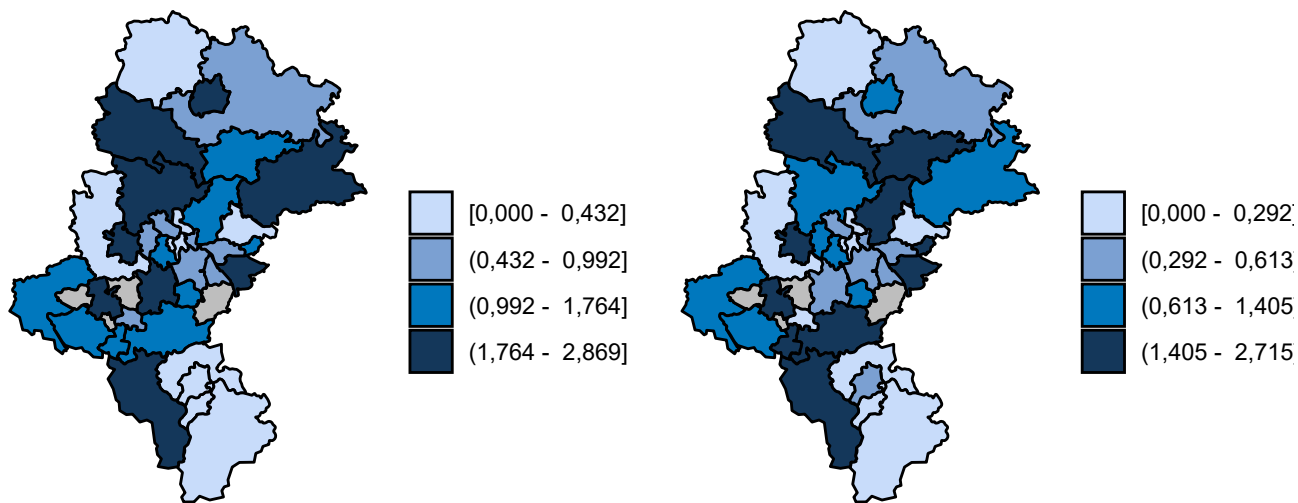 [0,000 - 0,432]
(0,432 - 0,992]
(0,992 - 1,764]
(1,764 - 2,869]
[0,000 - 0,292]
(0,292 - 0,613]
(0,613 - 1,405]
(1,405 - 2,715]